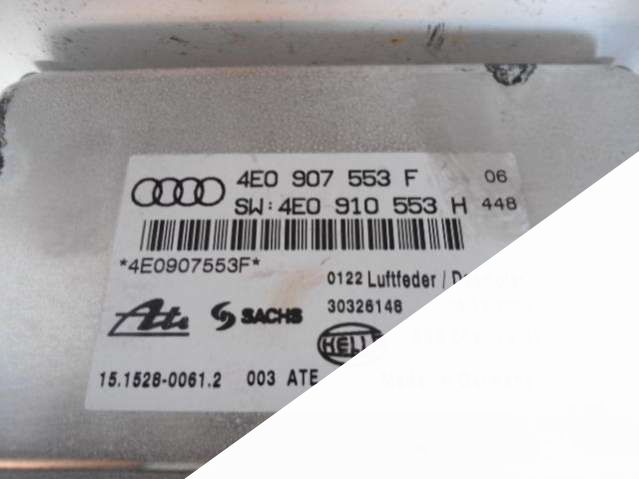 4E0 907 553 F 06
SW: 4E0 910 553 H 448
*4E0907553F*
0122 Luftfeder /
Ate SACHS 30326148
HELLA
15.1528-0061.2 003 ATE